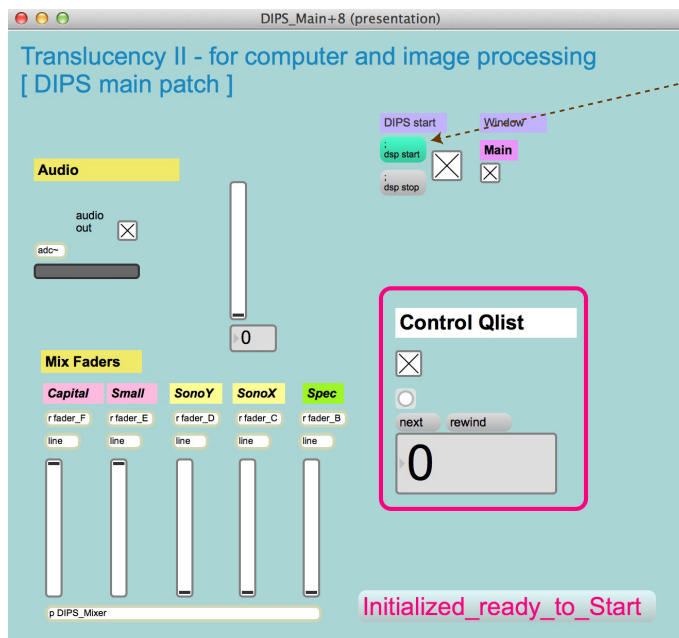 DIPS_Main+8 (presentation)
Translucency II - for computer and image processing
[ DIPS main patch ]
DIPS start
Window
;
dsp start
Main
;
dsp stop
Audio
audio
out
adc~
0
Control Qlist
next rewind
0
Mix Faders
Capital Small SonoY SonoX Spec
r fader_F r fader_E r fader_D r fader_C r fader_B
line line line line line
p DIPS_Mixer
Initialized_ready_to_Start